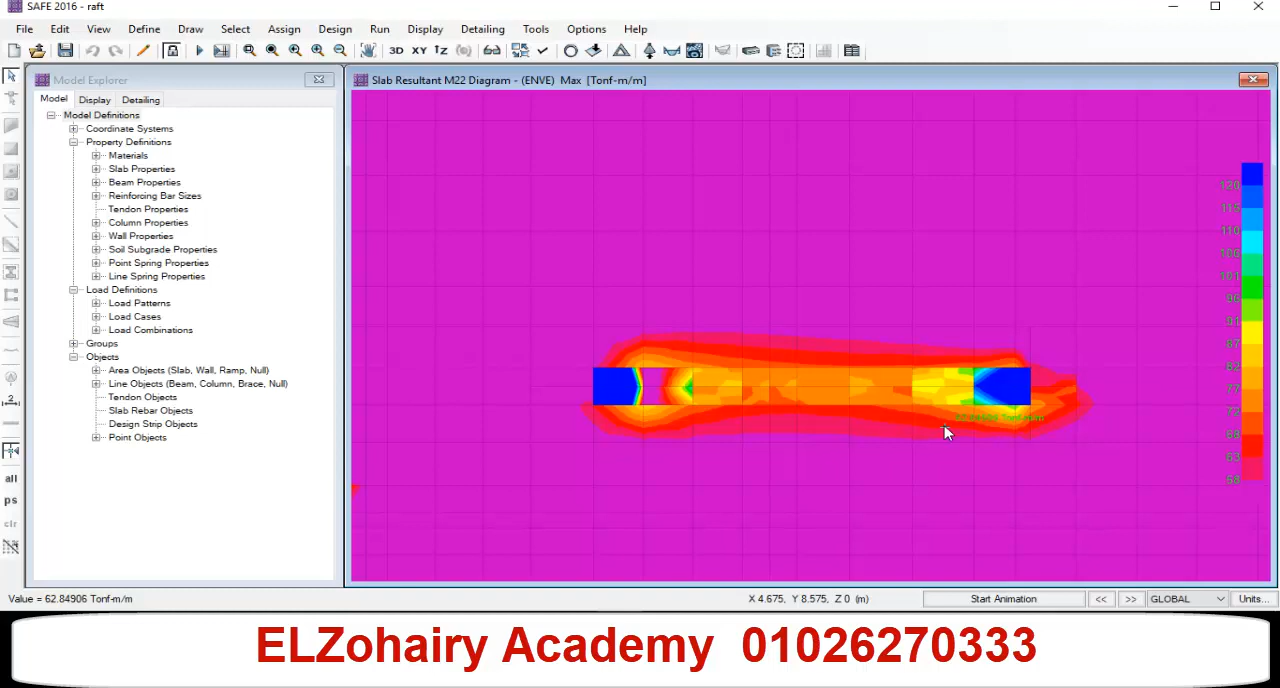 SAFE 2016 - raft
File Edit View Define Draw Select Assign Design Run Display Detailing Tools Options Help
3D XY
Model Explorer
Slab Resultant M22 Diagram - (ENVE) Max [Tonf-m/m]
Model Display Detailing
Model Definitions
Coordinate Systems
Property Definitions
Materials
Slab Properties
Beam Properties
Reinforcing Bar Sizes
Tendon Properties
Column Properties
Wall Properties
Soil Subgrade Properties
Point Spring Properties
Line Spring Properties
Load Definitions
Load Patterns
Load Cases
Load Combinations
Groups
Objects
Area Objects (Slab, Wall, Ramp, Null)
Line Objects (Beam, Column, Brace, Null)
Tendon Objects
Slab Rebar Objects
Design Strip Objects
Point Objects
all
ps
clr
120
115
110
101
96
91
87
82
77
72
63
Value = 62.84906 Tonf-m/m
X 4.675, Y 8.575, Z 0 (m)
Start Animation
<<
>>
GLOBAL
Units...
ELZohairy Academy 01026270333